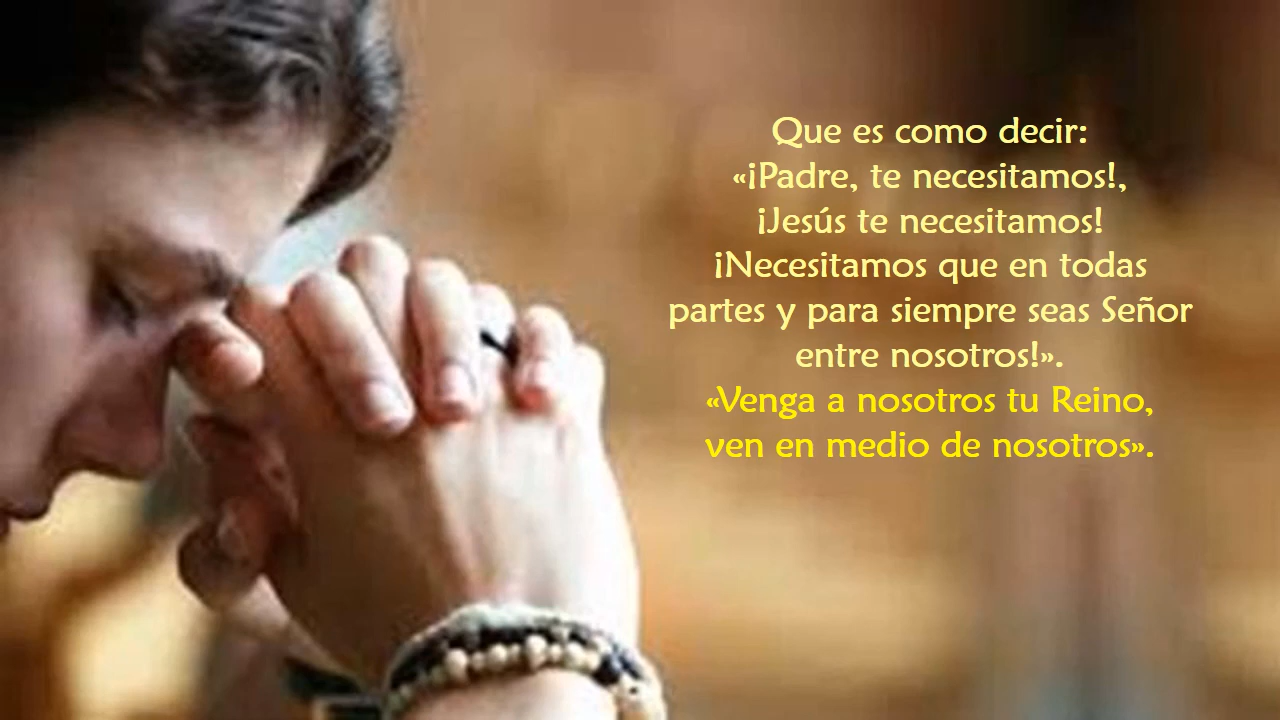 Que es como decir:
«¡Padre, te necesitamos!,
¡Jesús te necesitamos!
¡Necesitamos que en todas
partes y para siempre seas Señor
entre nosotros!».
«Venga a nosotros tu Reino,
ven en medio de nosotros».